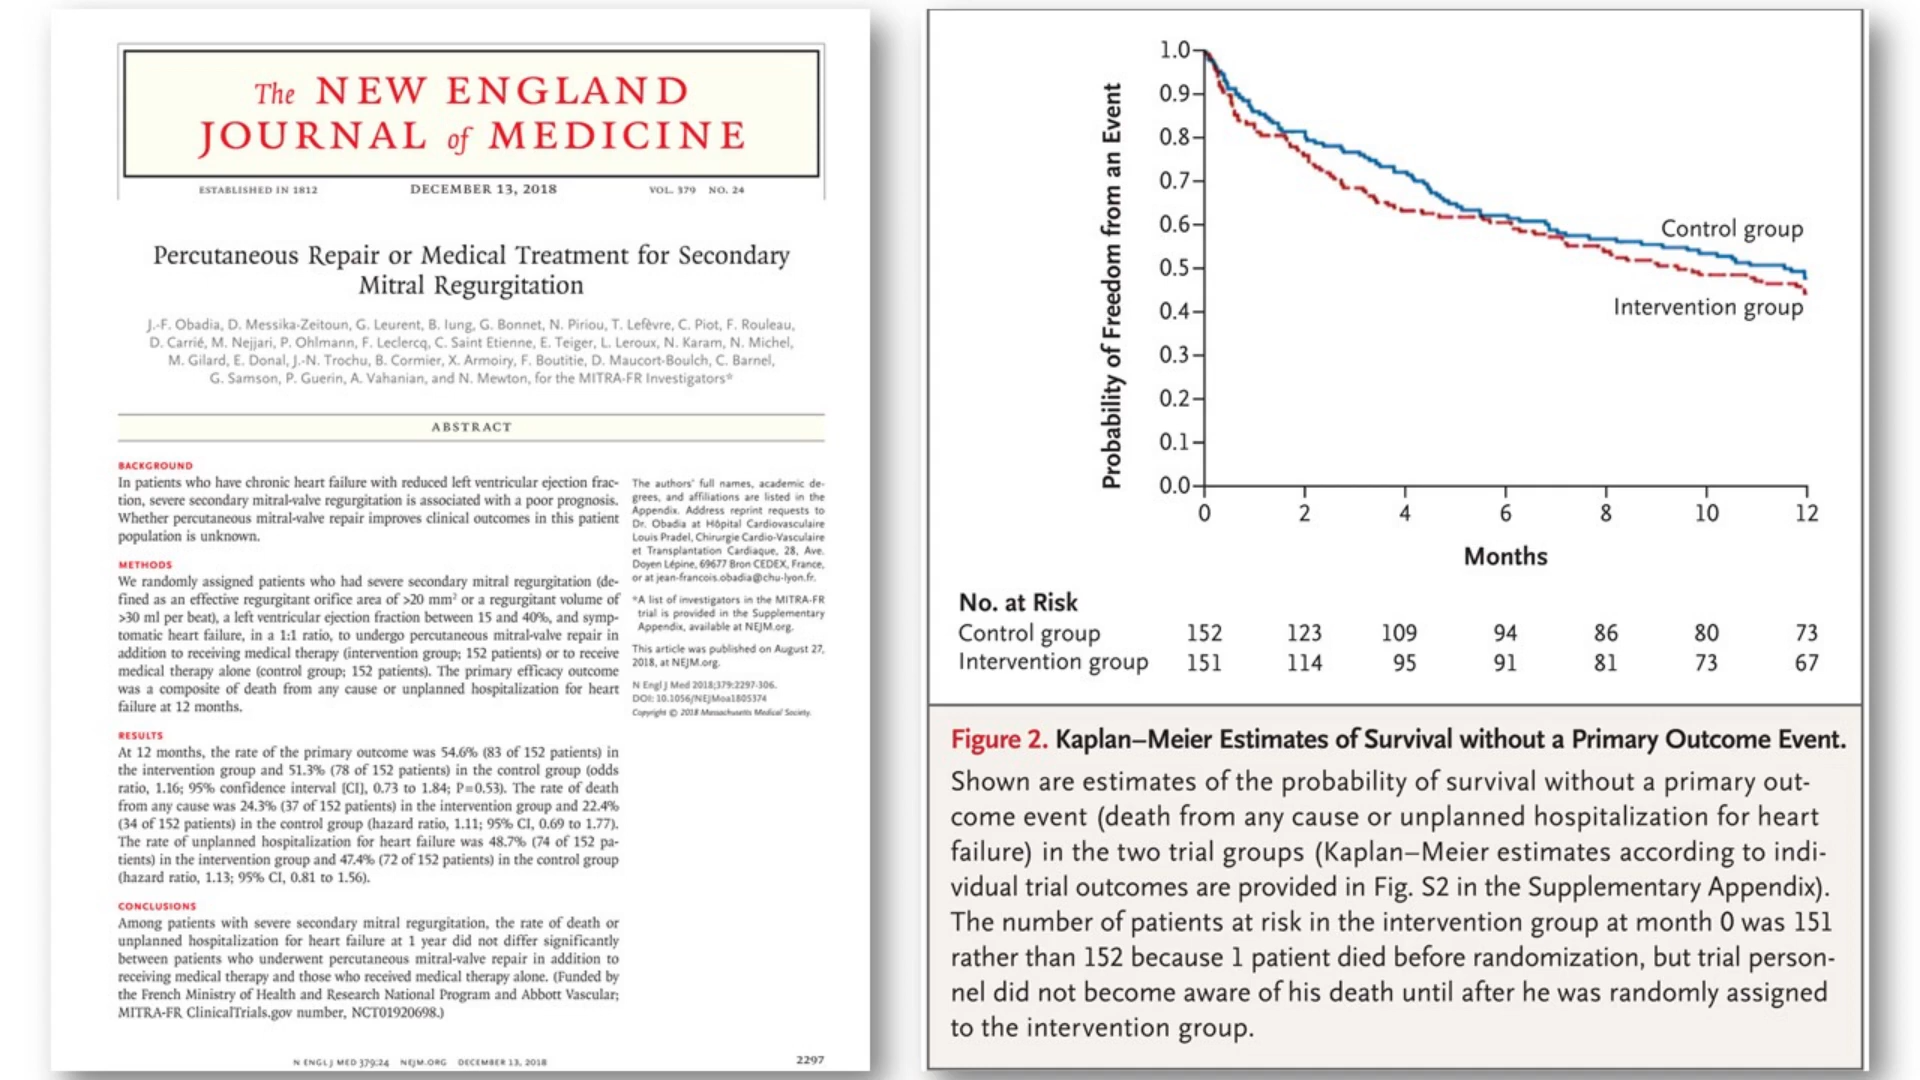 The NEW ENGLAND
JOURNAL of MEDICINE
ESTABLISHED IN 1812 DECEMBER 13, 2018 VOL. 379 NO. 24
Percutaneous Repair or Medical Treatment for Secondary
Mitral Regurgitation
J.-F. Obadia, D. Messika-Zeitoun, G. Leurent, B. Iung, G. Bonnet, N. Piriou, T. Lefèvre, C. Piot, F. Rouleau,
D. Carrié, M. Nejjari, P. Ohlmann, F. Leclercq, C. Saint Etienne, E. Teiger, L. Leroux, N. Karam, N. Michel,
M. Gilard, E. Donal, J.-N. Trochu, B. Cormier, X. Armoiry, F. Boutitie, D. Maucort-Boulch, C. Barnel,
G. Samson, P. Guerin, A. Vahanian, and N. Mewton, for the MITRA-FR Investigators*
ABSTRACT
BACKGROUND
In patients who have chronic heart failure with reduced left ventricular ejection frac-
tion, severe secondary mitral-valve regurgitation is associated with a poor prognosis.
Whether percutaneous mitral-valve repair improves clinical outcomes in this patient
population is unknown.
METHODS
We randomly assigned patients who had severe secondary mitral regurgitation (de-
fined as an effective regurgitant orifice area of >20 mm² or a regurgitant volume of
>30 ml per beat), a left ventricular ejection fraction between 15 and 40%, and symp-
tomatic heart failure, in a 1:1 ratio, to undergo percutaneous mitral-valve repair in
addition to receiving medical therapy (intervention group; 152 patients) or to receive
medical therapy alone (control group; 152 patients). The primary efficacy outcome
was a composite of death from any cause or unplanned hospitalization for heart
failure at 12 months.
RESULTS
At 12 months, the rate of the primary outcome was 54.6% (83 of 152 patients) in
the intervention group and 51.3% (78 of 152 patients) in the control group (odds
ratio, 1.16; 95% confidence interval [CI], 0.73 to 1.84; P=0.53). The rate of death
from any cause was 24.3% (37 of 152 patients) in the intervention group and 22.4%
(34 of 152 patients) in the control group (hazard ratio, 1.11; 95% CI, 0.69 to 1.77).
The rate of unplanned hospitalization for heart failure was 48.7% (74 of 152 pa-
tients) in the intervention group and 47.4% (72 of 152 patients) in the control group
(hazard ratio, 1.13; 95% CI, 0.81 to 1.56).
CONCLUSIONS
Among patients with severe secondary mitral regurgitation, the rate of death or
unplanned hospitalization for heart failure at 1 year did not differ significantly
between patients who underwent percutaneous mitral-valve repair in addition to
receiving medical therapy and those who received medical therapy alone. (Funded by
the French Ministry of Health and Research National Program and Abbott Vascular;
MITRA-FR ClinicalTrials.gov number, NCT01920698.)
The authors' full names, academic de-
grees, and affiliations are listed in the
Appendix. Address reprint requests to
Dr. Obadia at Hôpital Cardiovasculaire
Louis Pradel, Chirurgie Cardio-Vasculaire
et Transplantation Cardiaque, 28, Ave.
Doyen Lépine, 69677 Bron CEDEX, France,
or at jean-francois.obadia@chu-lyon.fr.
*A list of investigators in the MITRA-FR
trial is provided in the Supplementary
Appendix, available at NEJM.org.
This article was published on August 27,
2018, at NEJM.org.
N Engl J Med 2018;379:2297-306.
DOI: 10.1056/NEJMoa1805374
Copyright © 2018 Massachusetts Medical Society.
N ENGL J MED 379;24 NEJM.ORG DECEMBER 13, 2018 2297
Probability of Freedom from an Event
1.0
0.9
0.8
0.7
0.6
0.5
0.4
0.3
0.2
0.1
0.0
Control group
Intervention group
0 2 4 6 8 10 12
Months
No. at Risk
Control group 152 123 109 94 86 80 73
Intervention group 151 114 95 91 81 73 67
Figure 2. Kaplan–Meier Estimates of Survival without a Primary Outcome Event.
Shown are estimates of the probability of survival without a primary out-
come event (death from any cause or unplanned hospitalization for heart
failure) in the two trial groups (Kaplan–Meier estimates according to indi-
vidual trial outcomes are provided in Fig. S2 in the Supplementary Appendix).
The number of patients at risk in the intervention group at month 0 was 151
rather than 152 because 1 patient died before randomization, but trial person-
nel did not become aware of his death until after he was randomly assigned
to the intervention group.